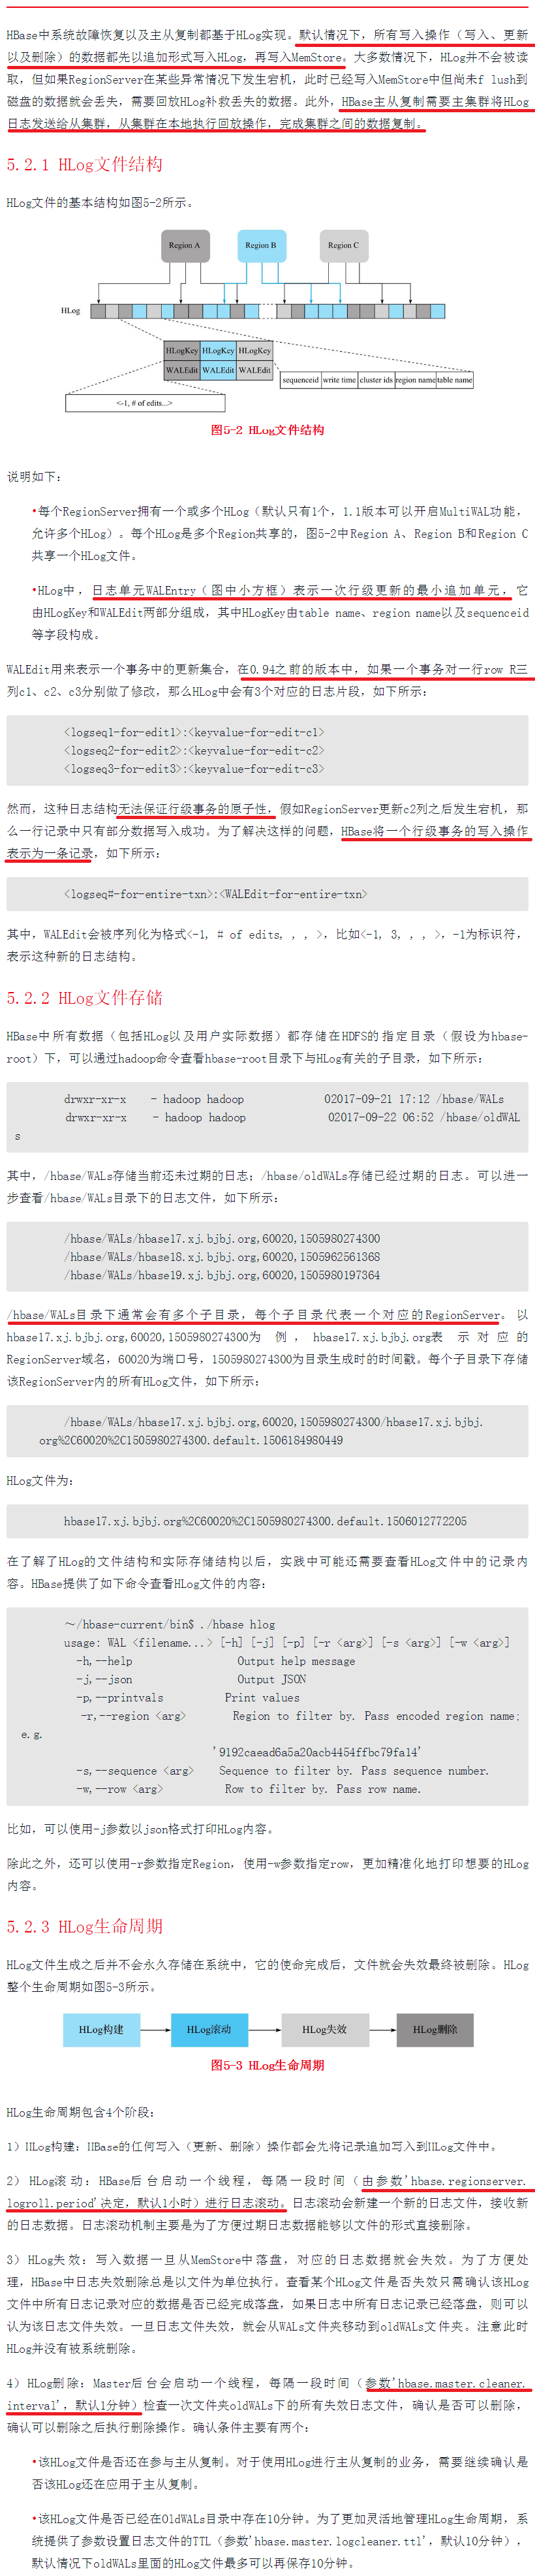 HBase中系统故障恢复以及主从复制都基于HLog实现。默认情况下，所有写入操作（写入、更新
以及删除）的数据都先以追加形式写入HLog，再写入MemStore。大多数情况下，HLog并不会被读
取，但如果RegionServer在某些异常情况下发生宕机，此时已经写入MemStore中但尚未f lush到
磁盘的数据就会丢失，需要回放HLog补救丢失的数据。此外，HBase主从复制需要主集群将HLog
日志发送给从集群，从集群在本地执行回放操作，完成集群之间的数据复制。
5.2.1 HLog文件结构
HLog文件的基本结构如图5-2所示。
Region A
Region B
Region C
HLog
HLogKey HLogKey HLogKey
WALEdit WALEdit WALEdit
sequenceid write time cluster ids region name table name
<-1, # of edits...>
图5-2 HLog文件结构
说明如下：
•每个RegionServer拥有一个或多个HLog（默认只有1个，1.1版本可以开启MultiWAL功能，
允许多个HLog）。每个HLog是多个Region共享的，图5-2中Region A、Region B和Region C
共享一个HLog文件。
•HLog中，日志单元WALEntry（图中小方框）表示一次行级更新的最小追加单元，它
由HLogKey和WALEdit两部分组成，其中HLogKey由table name、region name以及sequenceid
等字段构成。
WALEdit用来表示一个事务中的更新集合，在0.94之前的版本中，如果一个事务对一行row R三
列c1、c2、c3分别做了修改，那么HLog中会有3个对应的日志片段，如下所示：
<logseq1-for-edit1>:<keyvalue-for-edit-c1>
<logseq2-for-edit2>:<keyvalue-for-edit-c2>
<logseq3-for-edit3>:<keyvalue-for-edit-c3>
然而，这种日志结构无法保证行级事务的原子性，假如RegionServer更新c2列之后发生宕机，那
么一行记录中只有部分数据写入成功。为了解决这样的问题，HBase将一个行级事务的写入操作
表示为一条记录，如下所示：
<logseq#-for-entire-txn>:<WALEdit-for-entire-txn>
其中，WALEdit会被序列化为格式<-1, # of edits, , , >，比如<-1, 3, , , >，-1为标识符，
表示这种新的日志结构。
5.2.2 HLog文件存储
HBase中所有数据（包括HLog以及用户实际数据）都存储在HDFS的指定目录（假设为hbase-
root）下，可以通过hadoop命令查看hbase-root目录下与HLog有关的子目录，如下所示：
drwxr-xr-x - hadoop hadoop 02017-09-21 17:12 /hbase/WALs
drwxr-xr-x - hadoop hadoop 02017-09-22 06:52 /hbase/oldWAL
s
其中，/hbase/WALs存储当前还未过期的日志；/hbase/oldWALs存储已经过期的日志。可以进一
步查看/hbase/WALs目录下的日志文件，如下所示：
/hbase/WALs/hbase17.xj.bjbj.org,60020,1505980274300
/hbase/WALs/hbase18.xj.bjbj.org,60020,1505962561368
/hbase/WALs/hbase19.xj.bjbj.org,60020,1505980197364
/hbase/WALs目录下通常会有多个子目录，每个子目录代表一个对应的RegionServer。以
hbase17.xj.bjbj.org,60020,1505980274300为例，hbase17.xj.bjbj.org表示对应的
RegionServer域名，60020为端口号，1505980274300为目录生成时的时间戳。每个子目录下存储
该RegionServer内的所有HLog文件，如下所示：
/hbase/WALs/hbase17.xj.bjbj.org,60020,1505980274300/hbase17.xj.bjbj.
org%2C60020%2C1505980274300.default.1506184980449
HLog文件为：
hbase17.xj.bjbj.org%2C60020%2C1505980274300.default.1506012772205
在了解了HLog的文件结构和实际存储结构以后，实践中可能还需要查看HLog文件中的记录内
容。HBase提供了如下命令查看HLog文件的内容：
～/hbase-current/bin$ ./hbase hlog
usage: WAL <filename...> [-h] [-j] [-p] [-r <arg>] [-s <arg>] [-w <arg>]
-h,--help Output help message
-j,--json Output JSON
-p,--printvals Print values
-r,--region <arg> Region to filter by. Pass encoded region name;
e.g.
'9192caead6a5a20acb4454ffbc79fa14'
-s,--sequence <arg> Sequence to filter by. Pass sequence number.
-w,--row <arg> Row to filter by. Pass row name.
比如，可以使用-j参数以json格式打印HLog内容。
除此之外，还可以使用-r参数指定Region，使用-w参数指定row，更加精准化地打印想要的HLog
内容。
5.2.3 HLog生命周期
HLog文件生成之后并不会永久存储在系统中，它的使命完成后，文件就会失效最终被删除。HLog
整个生命周期如图5-3所示。
HLog构建
HLog滚动
HLog失效
HLog删除
图5-3 HLog生命周期
HLog生命周期包含4个阶段：
1）HLog构建：HBase的任何写入（更新、删除）操作都会先将记录追加写入到HLog文件中。
2）HLog滚动：HBase后台启动一个线程，每隔一段时间（由参数'hbase.regionserver.
logroll.period'决定，默认1小时）进行日志滚动。日志滚动会新建一个新的日志文件，接收新
的日志数据。日志滚动机制主要是为了方便过期日志数据能够以文件的形式直接删除。
3）HLog失效：写入数据一旦从MemStore中落盘，对应的日志数据就会失效。为了方便处
理，HBase中日志失效删除总是以文件为单位执行。查看某个HLog文件是否失效只需确认该HLog
文件中所有日志记录对应的数据是否已经完成落盘，如果日志中所有日志记录已经落盘，则可以
认为该日志文件失效。一旦日志文件失效，就会从WALs文件夹移动到oldWALs文件夹。注意此时
HLog并没有被系统删除。
4）HLog删除：Master后台会启动一个线程，每隔一段时间（参数'hbase.master.cleaner.
interval'，默认1分钟）检查一次文件夹oldWALs下的所有失效日志文件，确认是否可以删除，
确认可以删除之后执行删除操作。确认条件主要有两个：
•该HLog文件是否还在参与主从复制。对于使用HLog进行主从复制的业务，需要继续确认是
否该HLog还在应用于主从复制。
•该HLog文件是否已经在OldWALs目录中存在10分钟。为了更加灵活地管理HLog生命周期，系
统提供了参数设置日志文件的TTL（参数'hbase.master.logcleaner.ttl'，默认10分钟），
默认情况下oldWALs里面的HLog文件最多可以再保存10分钟。